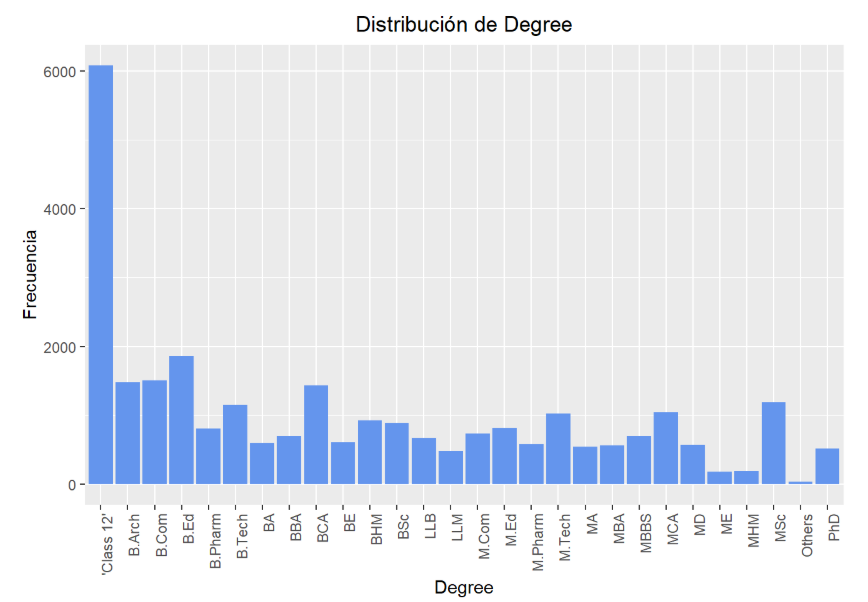 Distribución de Degree
Frecuencia
6000
4000
2000
0
'Class 12'
B.Arch
B.Com
B.Ed
B.Pharm
B.Tech
BA
BBA
BCA
BE
BHM
BSc
LLB
LLM
M.Com
M.Ed
M.Pharm
M.Tech
MA
MBA
MBBS
MCA
MD
ME
MHM
MSc
Others
PhD
Degree